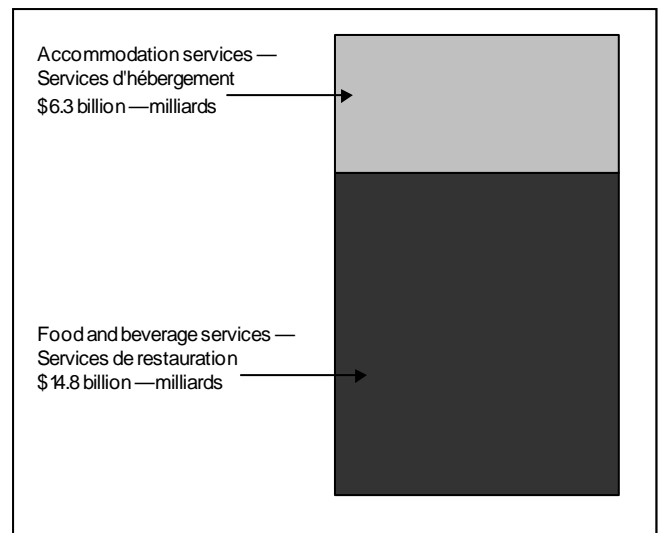 Accommodation services —
Services d'hébergement
$6.3 billion — milliards
Food and beverage services —
Services de restauration
$14.8 billion — milliards